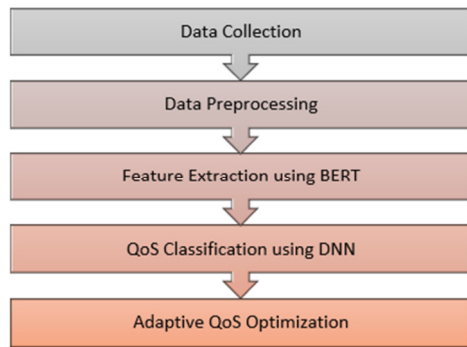 Data Collection
Data Preprocessing
Feature Extraction using BERT
QoS Classification using DNN
Adaptive QoS Optimization